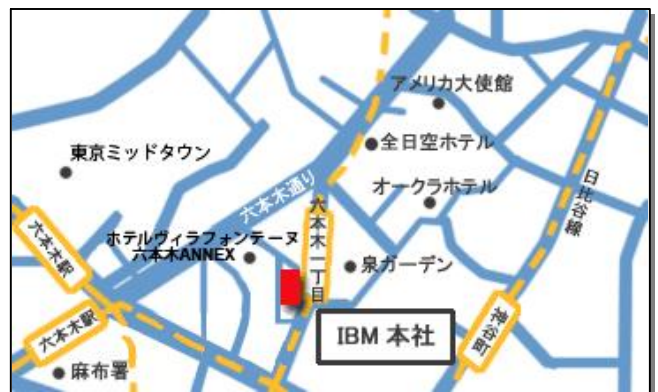 アメリカ大使館
全日空ホテル
東京ミッドタウン
日比谷線
オークラホテル
六本木通り
六本木一丁目
六本木駅
ホテルヴィラフォンテーヌ
六本木ANNEX
泉ガーデン
神谷町
IBM 本社
六本木駅
麻布署